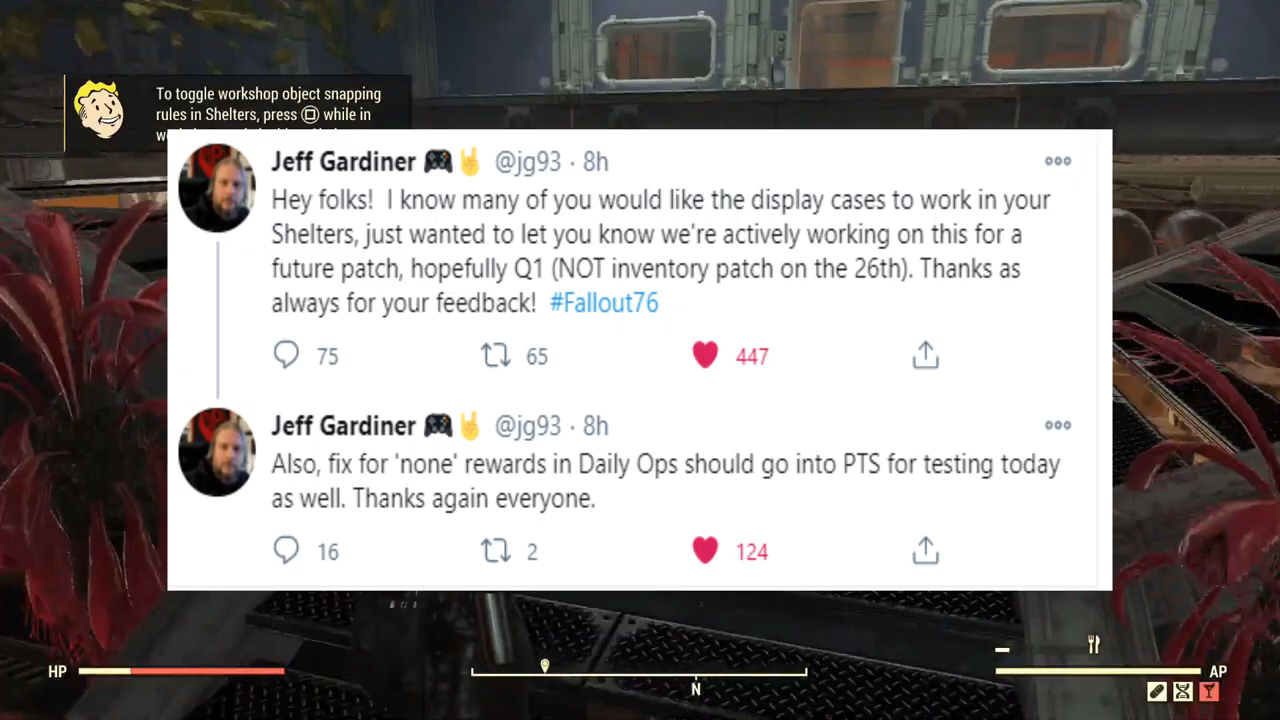 To toggle workshop object snapping
rules in Shelters, press while in
Jeff Gardiner 🎮🤘 @jg93 · 8h
Hey folks! I know many of you would like the display cases to work in your
Shelters, just wanted to let you know we're actively working on this for a
future patch, hopefully Q1 (NOT inventory patch on the 26th). Thanks as
always for your feedback! #Fallout76
75 65 447
Jeff Gardiner 🎮🤘 @jg93 · 8h
Also, fix for 'none' rewards in Daily Ops should go into PTS for testing today
as well. Thanks again everyone.
16 2 124
HP
N
AP